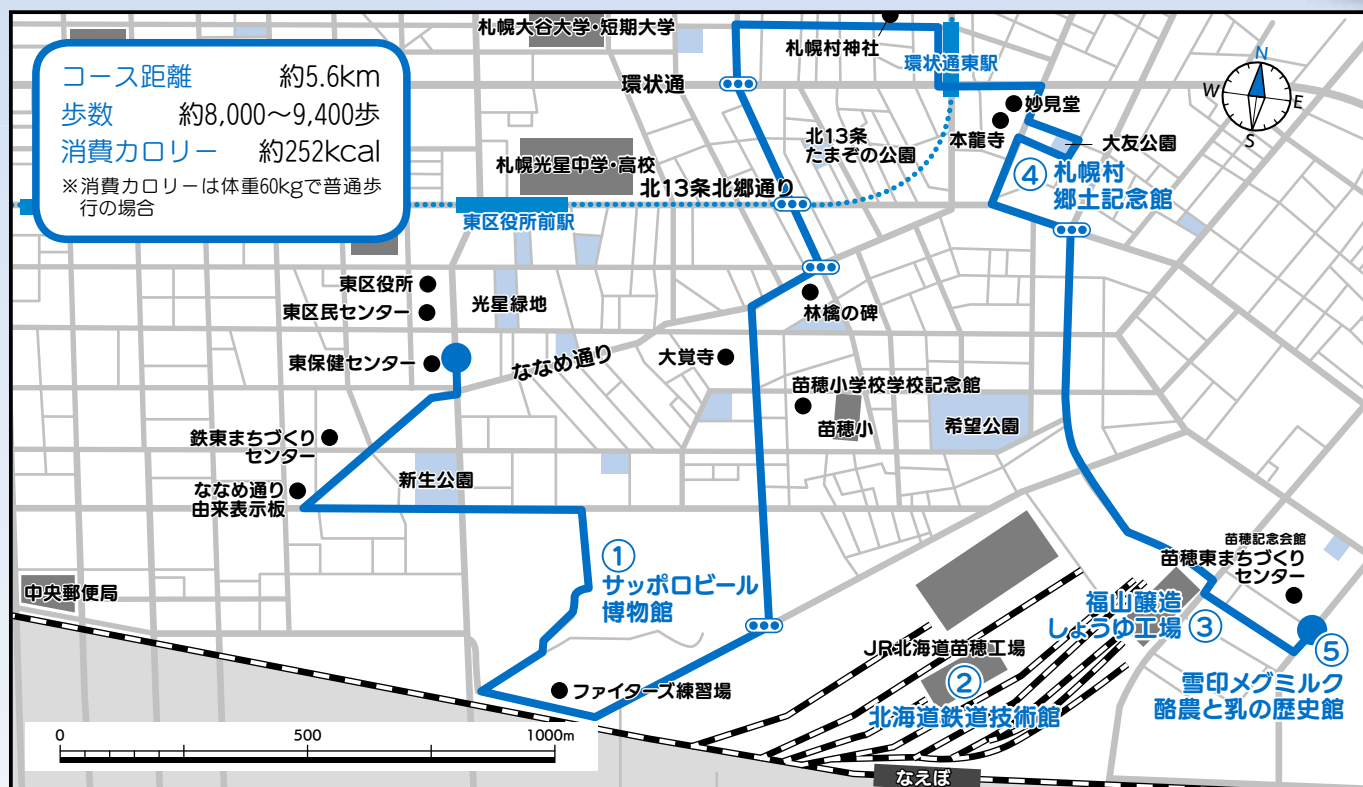 コース距離 約5.6km
歩数 約8,000～9,400歩
消費カロリー 約252kcal
※消費カロリーは体重60kgで普通歩
行の場合
札幌大谷大学・短期大学
札幌村神社
環状通東駅
環状通
N
W
E
S
妙見堂
本龍寺
大友公園
北13条
たまぞの公園
札幌光星中学・高校
北13条北郷通り
④ 札幌村
郷土記念館
東区役所前駅
東区役所
東区民センター
光星緑地
林檎の碑
東保健センター
ななめ通り
大覚寺
苗穂小学校学校記念館
苗穂小
希望公園
鉄東まちづくり
センター
新生公園
ななめ通り
由来表示板
①
サッポロビール
博物館
中央郵便局
苗穂記念会館
苗穂東まちづくり
センター
福山醸造
しょうゆ工場 ③
JR北海道苗穂工場
②
北海道鉄道技術館
⑤
雪印メグミルク
酪農と乳の歴史館
ファイターズ練習場
0 500 1000m
なえぼ